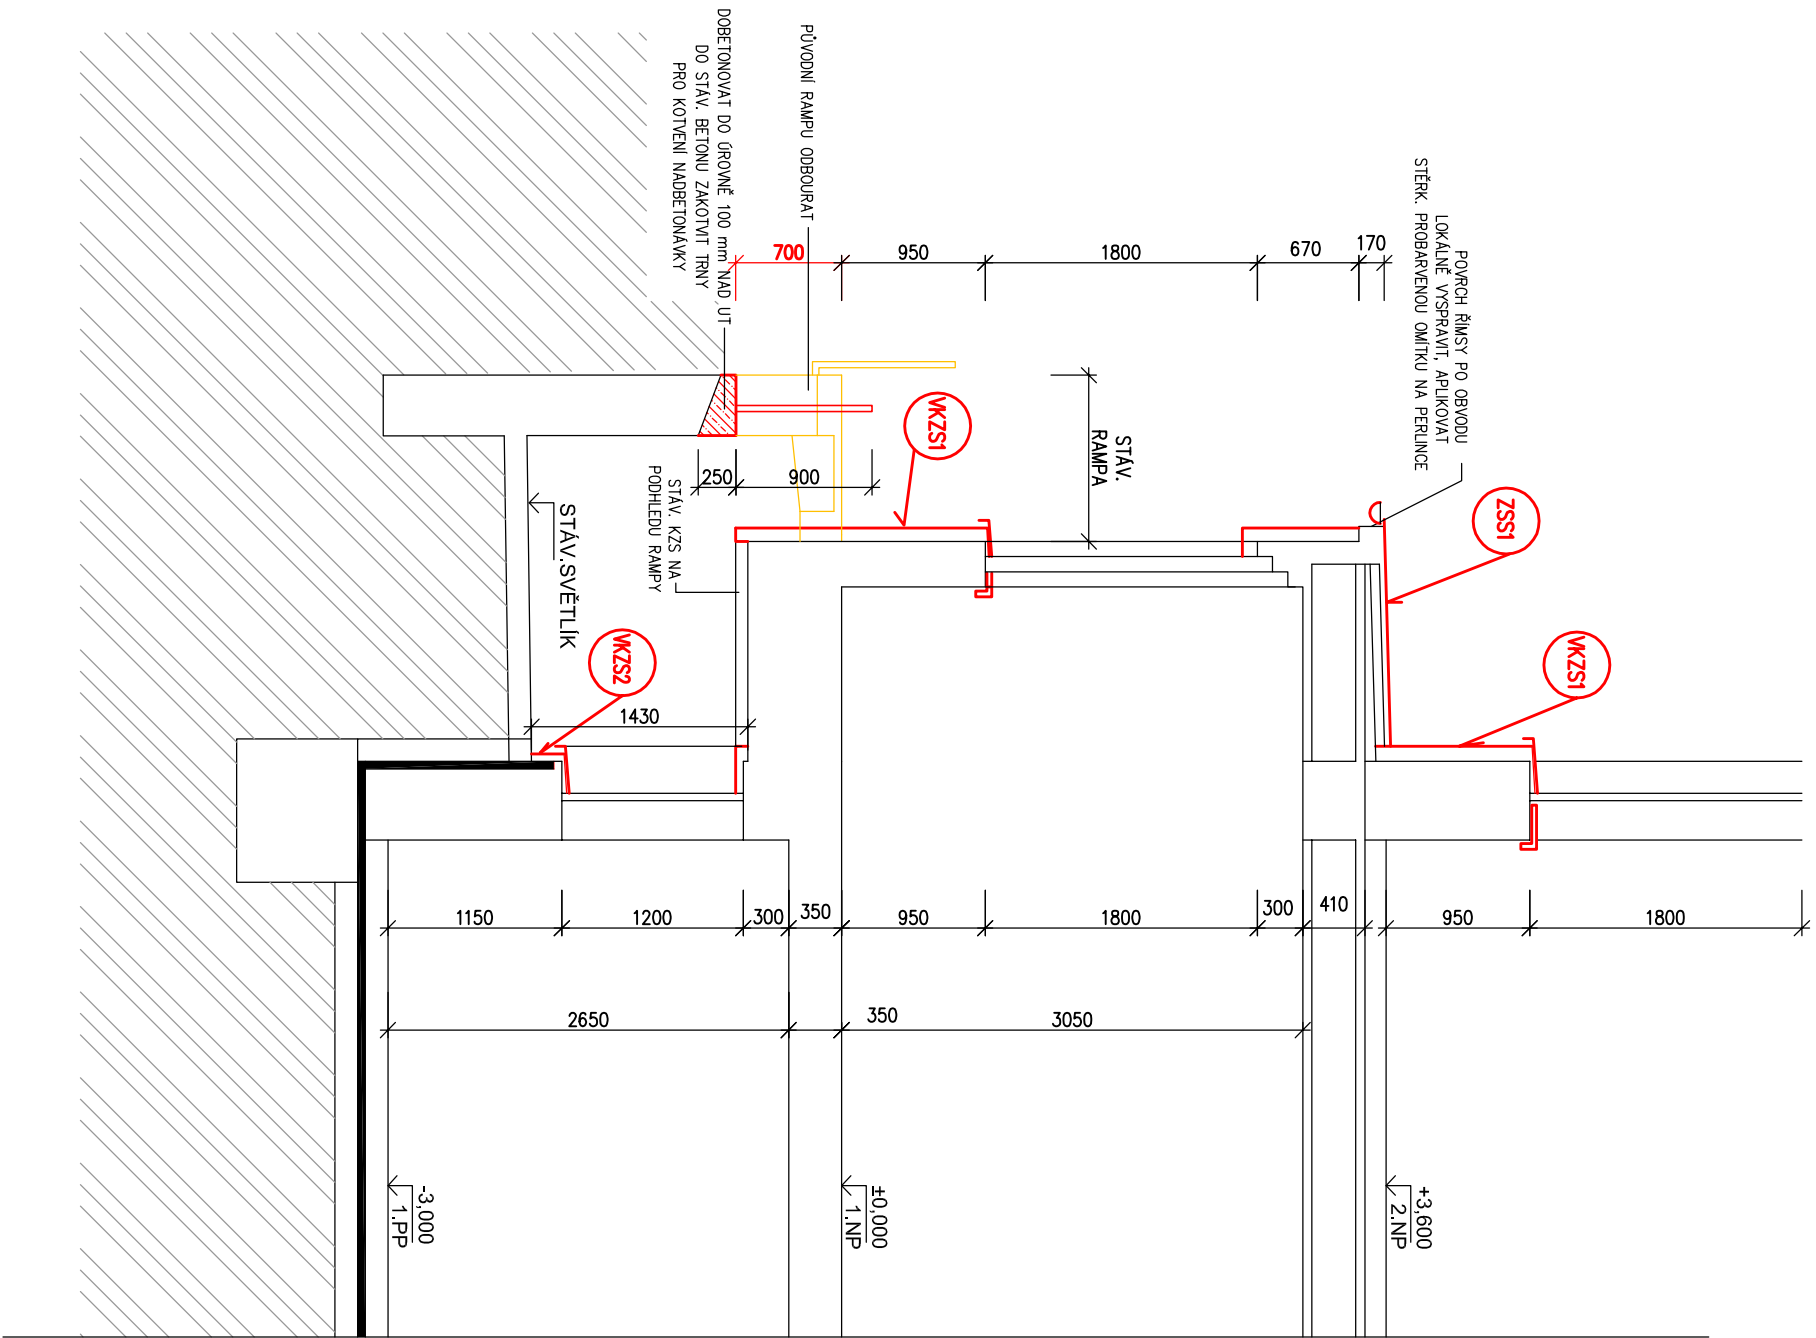 POVRCH ŘÍMSY PO OBVODU
LOKÁLNĚ VYSPRAVIT, APLIKOVAT
STĚRK. PROBARVENOU OMÍTKU NA PERLINCE
PŮVODNÍ RAMPU ODBOURAT
DOBETONOVAT DO ÚROVNĚ 100 mm NAD UT
DO STÁV. BETONU ZAKOTVIT TRNY
PRO KOTVENÍ NADBETONÁVKY
700
950
1800
670
170
STÁV.
RAMPA
VKZS1
ZSS1
VKZS1
VKZS2
250
900
STÁV. KZS NA
PODHLEDU RAMPY
STÁV.SVĚTLÍK
1430
1150
1200
300
350
950
1800
300
410
950
1800
2650
350
3050
+3,600
2.NP
±0,000
1.NP
-3,000
1.PP